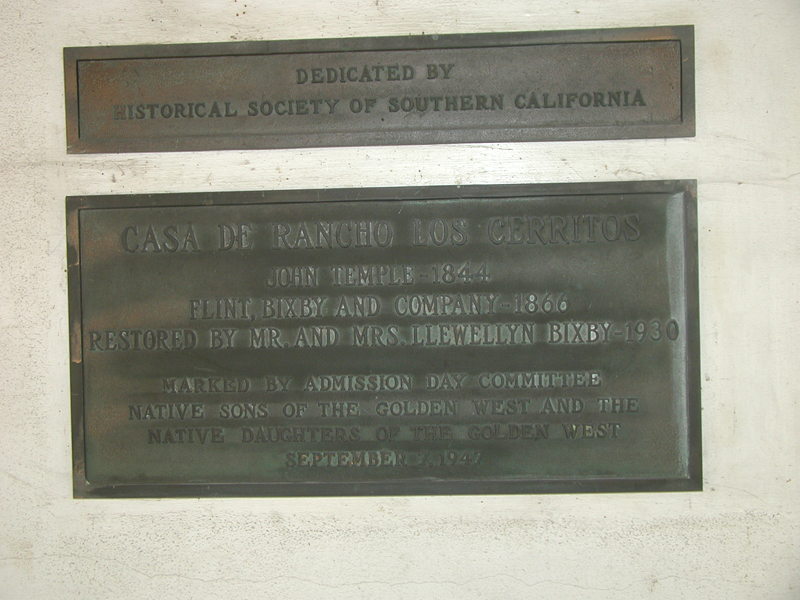 DEDICATED BY
HISTORICAL SOCIETY OF SOUTHERN CALIFORNIA
CASA DE RANCHO LOS CERRITOS
JOHN TEMPLE-1844
FLINT, BIXBY AND COMPANY-1866
RESTORED BY MR. AND MRS. LLEWELLYN BIXBY-1930
MARKED BY ADMISSION DAY COMMITTEE
NATIVE SONS OF THE GOLDEN WEST AND THE
NATIVE DAUGHTERS OF THE GOLDEN WEST
SEPTEMBER 1947